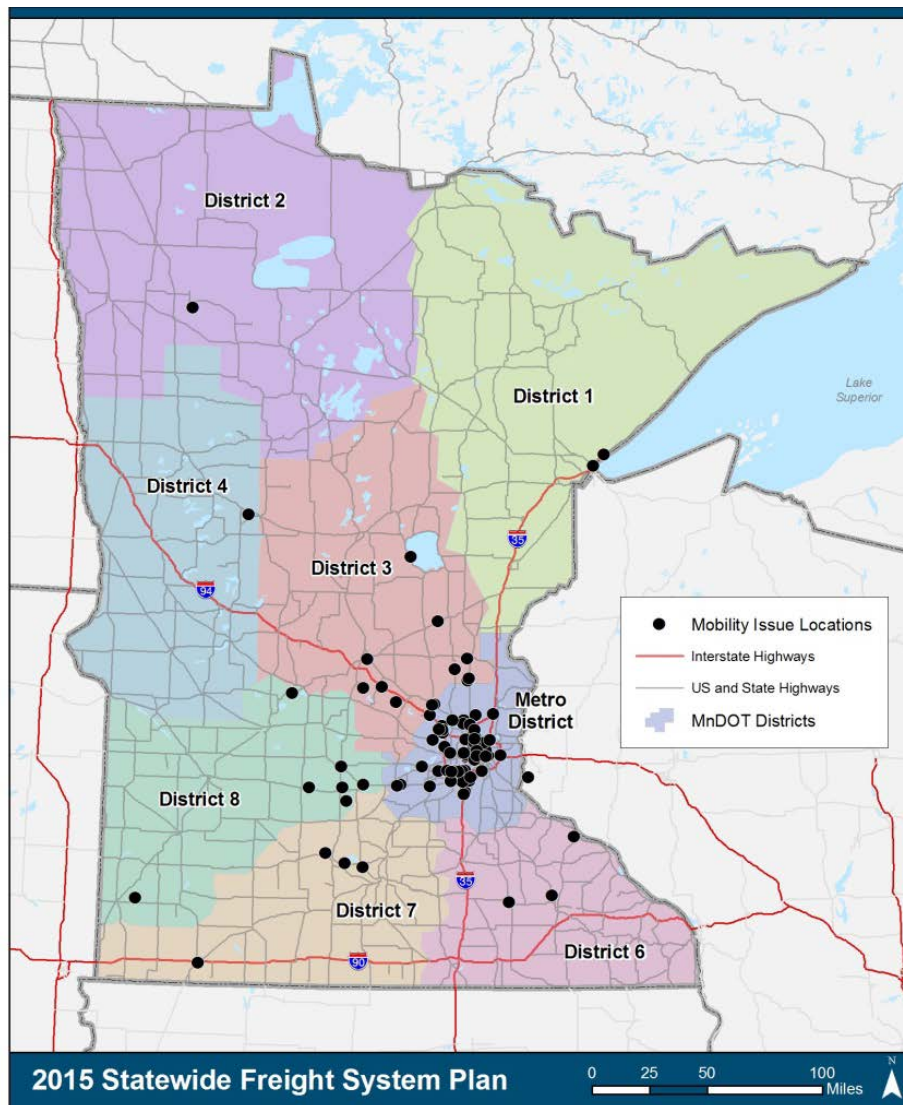 District 2
District 1
Lake
Superior
District 4
35
District 3
94
Mobility Issue Locations
Interstate Highways
US and State Highways
MnDOT Districts
Metro
District
District 8
35
District 7
District 6
90
2015 Statewide Freight System Plan
0 25 50 100
Miles
N